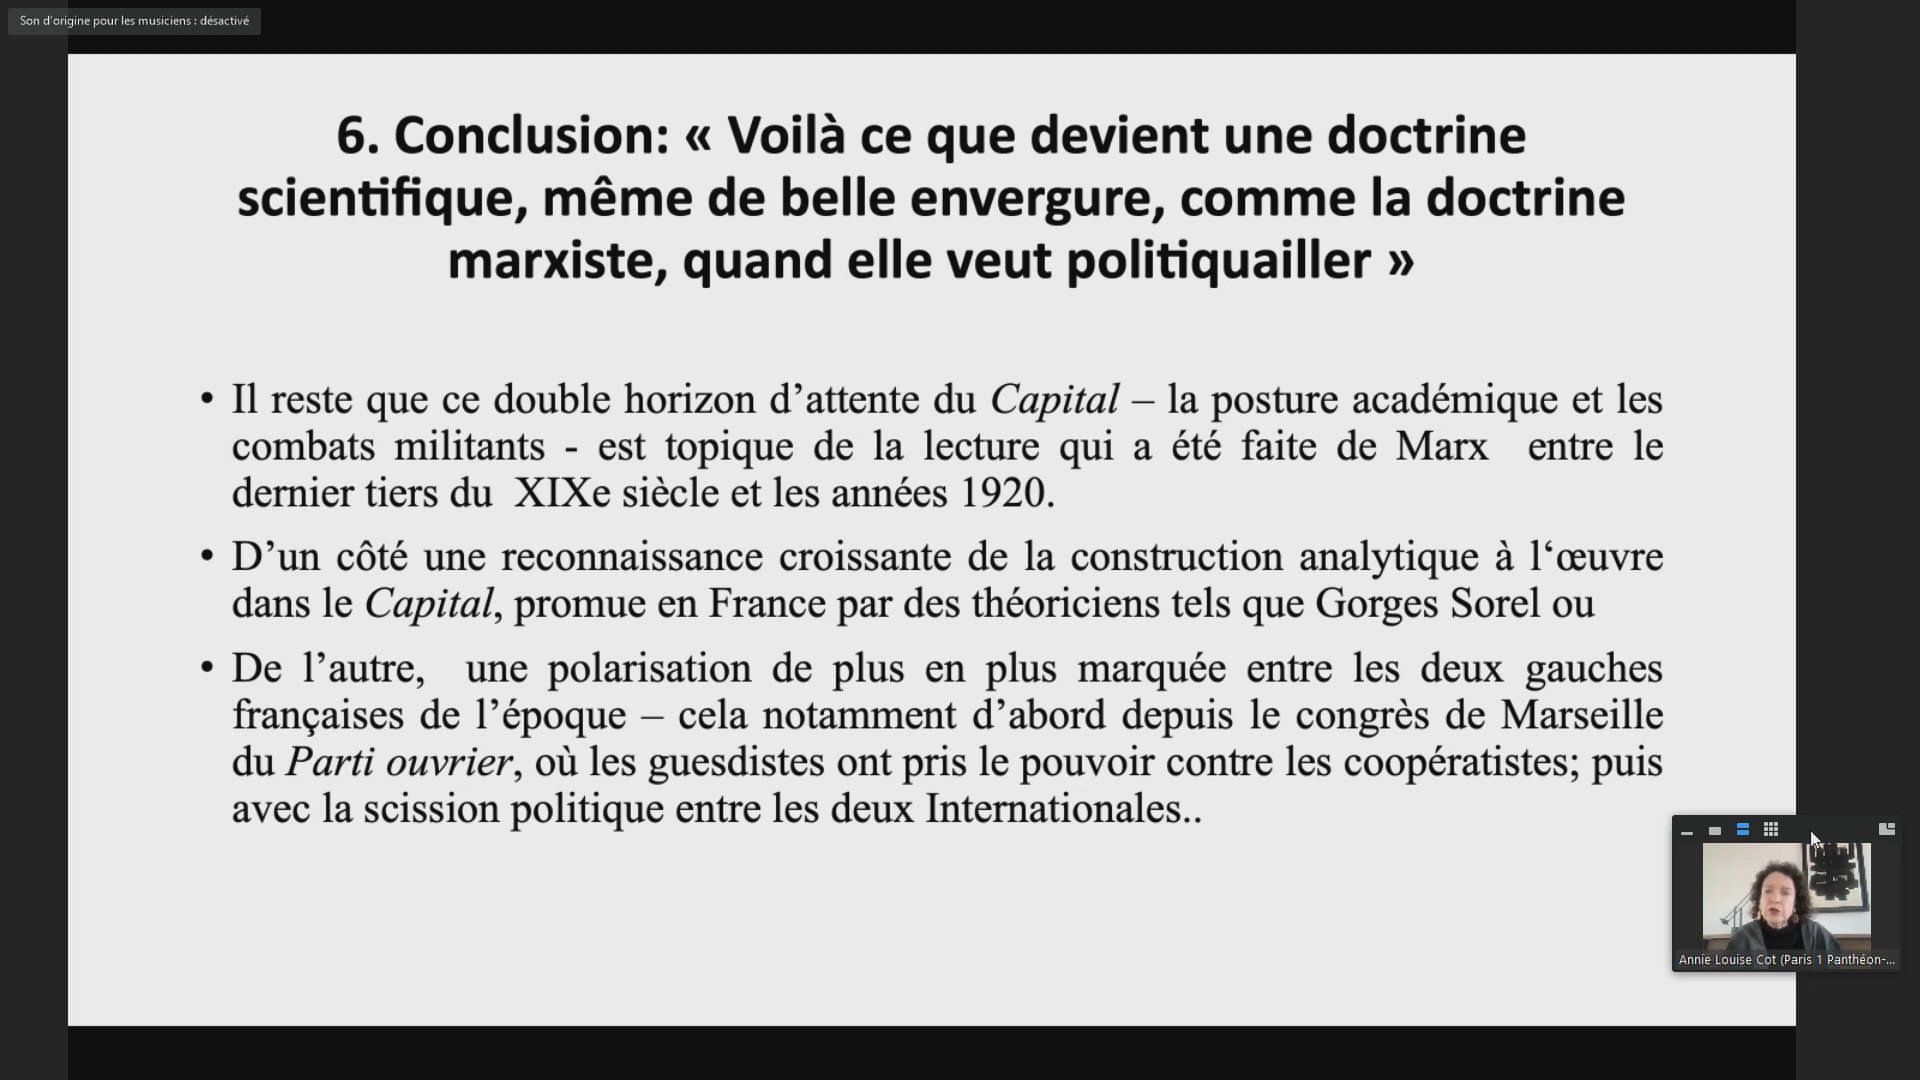 Son d'origine pour les musiciens : désactivé
6. Conclusion: « Voilà ce que devient une doctrine
scientifique, même de belle envergure, comme la doctrine
marxiste, quand elle veut politiquailler »
• Il reste que ce double horizon d’attente du Capital – la posture académique et les
combats militants - est topique de la lecture qui a été faite de Marx entre le
dernier tiers du XIXe siècle et les années 1920.
• D’un côté une reconnaissance croissante de la construction analytique à l‘œuvre
dans le Capital, promue en France par des théoriciens tels que Gorges Sorel ou
• De l’autre, une polarisation de plus en plus marquée entre les deux gauches
françaises de l’époque – cela notamment d’abord depuis le congrès de Marseille
du Parti ouvrier, où les guesdistes ont pris le pouvoir contre les coopératistes; puis
avec la scission politique entre les deux Internationales..
Annie Louise Cot (Paris 1 Panthéon-...